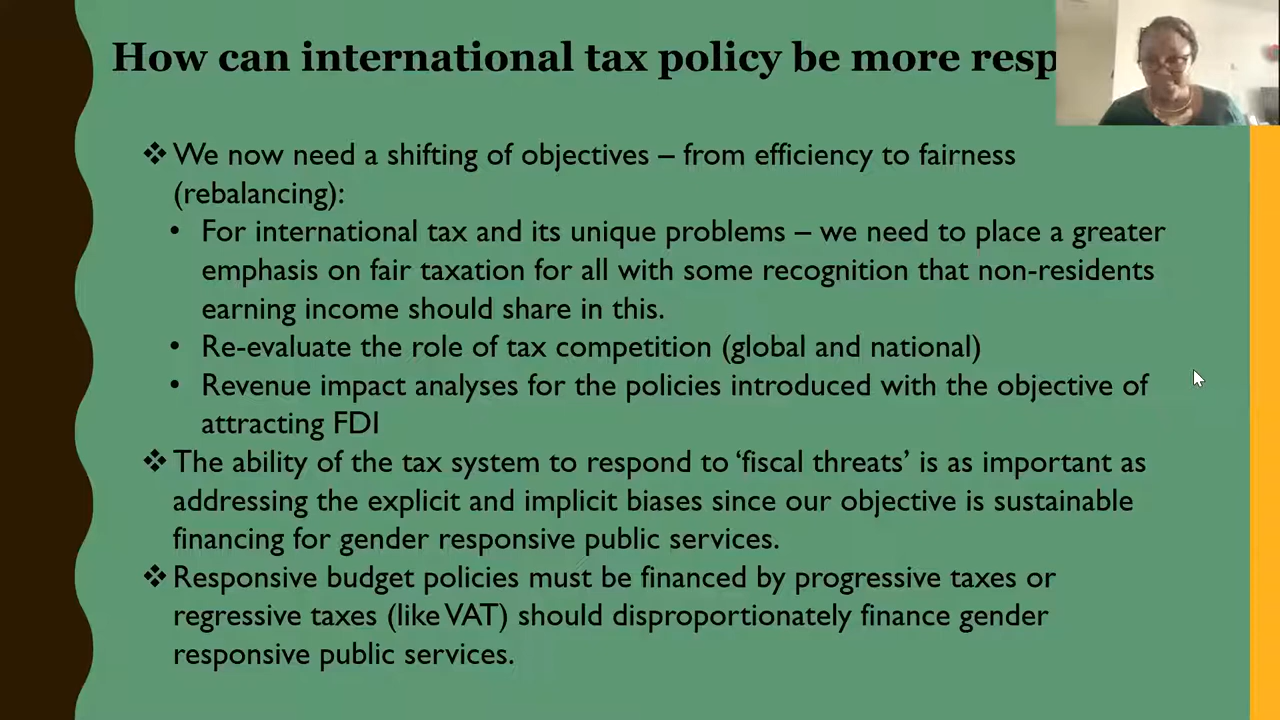 How can international tax policy be more resp
❖ We now need a shifting of objectives – from efficiency to fairness
(rebalancing):
• For international tax and its unique problems – we need to place a greater
emphasis on fair taxation for all with some recognition that non-residents
earning income should share in this.
• Re-evaluate the role of tax competition (global and national)
• Revenue impact analyses for the policies introduced with the objective of
attracting FDI
❖ The ability of the tax system to respond to ‘fiscal threats’ is as important as
addressing the explicit and implicit biases since our objective is sustainable
financing for gender responsive public services.
❖ Responsive budget policies must be financed by progressive taxes or
regressive taxes (like VAT) should disproportionately finance gender
responsive public services.